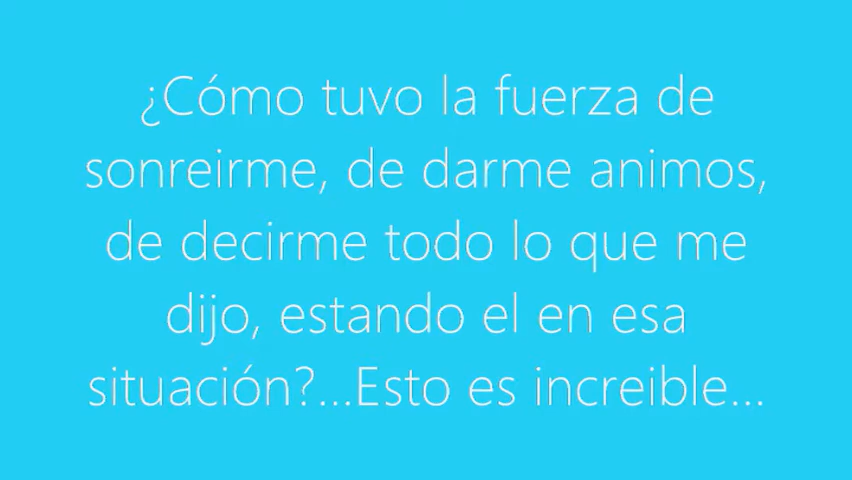 ¿Cómo tuvo la fuerza de
sonreirme, de darme animos,
de decirme todo lo que me
dijo, estando el en esa
situación?...Esto es increible...